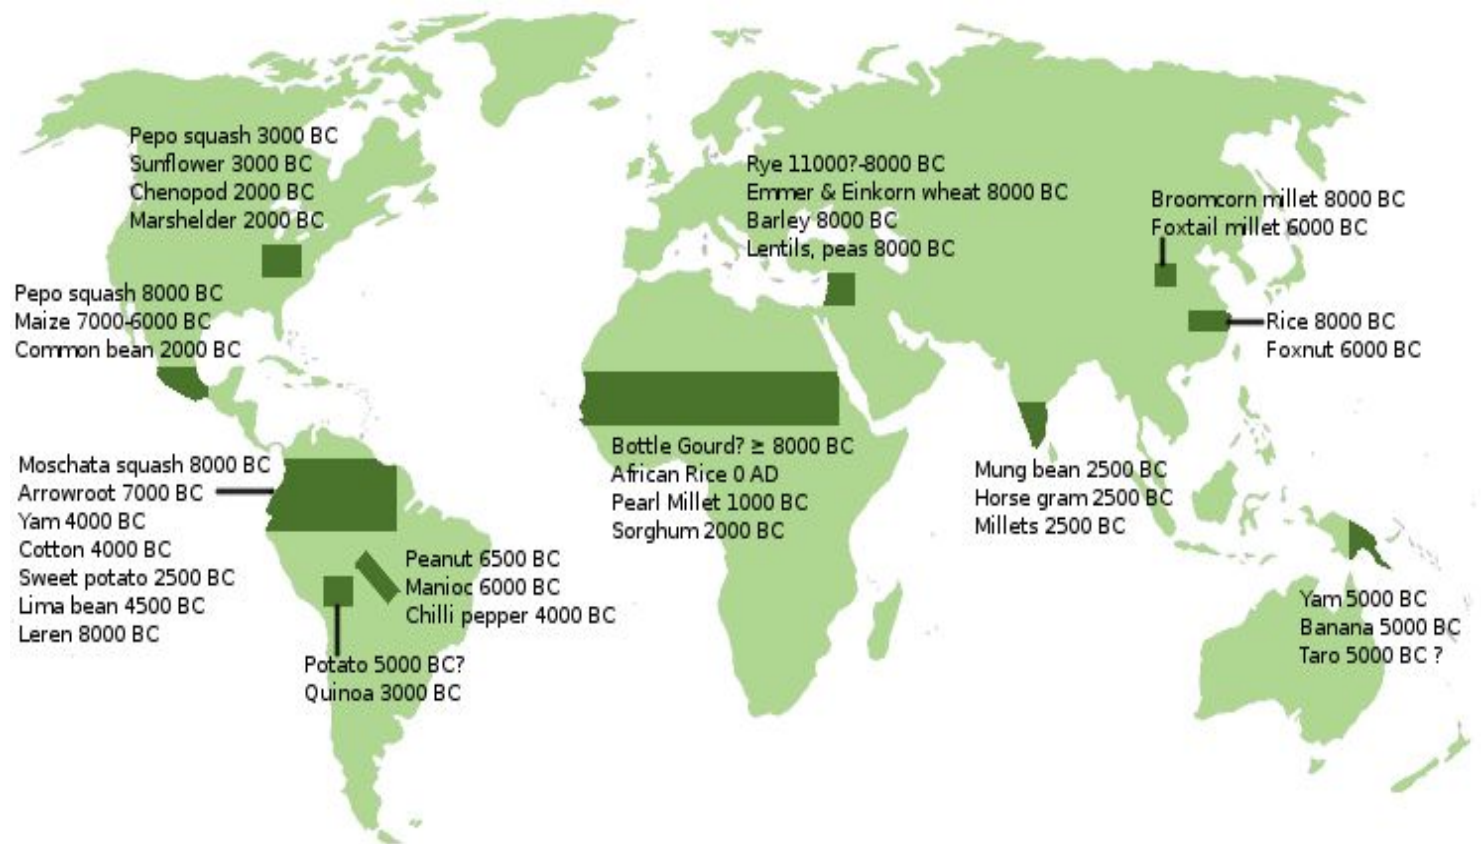 Pepo squash 3000 BC
Sunflower 3000 BC
Chenopod 2000 BC
Marshelder 2000 BC
Rye 11000?-8000 BC
Emmer & Einkorn wheat 8000 BC
Barley 8000 BC
Lentils, peas 8000 BC
Broomcorn millet 8000 BC
Foxtail millet 6000 BC
Pepo squash 8000 BC
Maize 7000-6000 BC
Common bean 2000 BC
Rice 8000 BC
Foxnut 6000 BC
Moschata squash 8000 BC
Arrowroot 7000 BC
Yam 4000 BC
Cotton 4000 BC
Sweet potato 2500 BC
Lima bean 4500 BC
Leren 8000 BC
Bottle Gourd? ≥ 8000 BC
African Rice 0 AD
Pearl Millet 1000 BC
Sorghum 2000 BC
Mung bean 2500 BC
Horse gram 2500 BC
Millets 2500 BC
Peanut 6500 BC
Manioc 6000 BC
Chilli pepper 4000 BC
Yam 5000 BC
Banana 5000 BC
Taro 5000 BC ?
Potato 5000 BC?
Quinoa 3000 BC